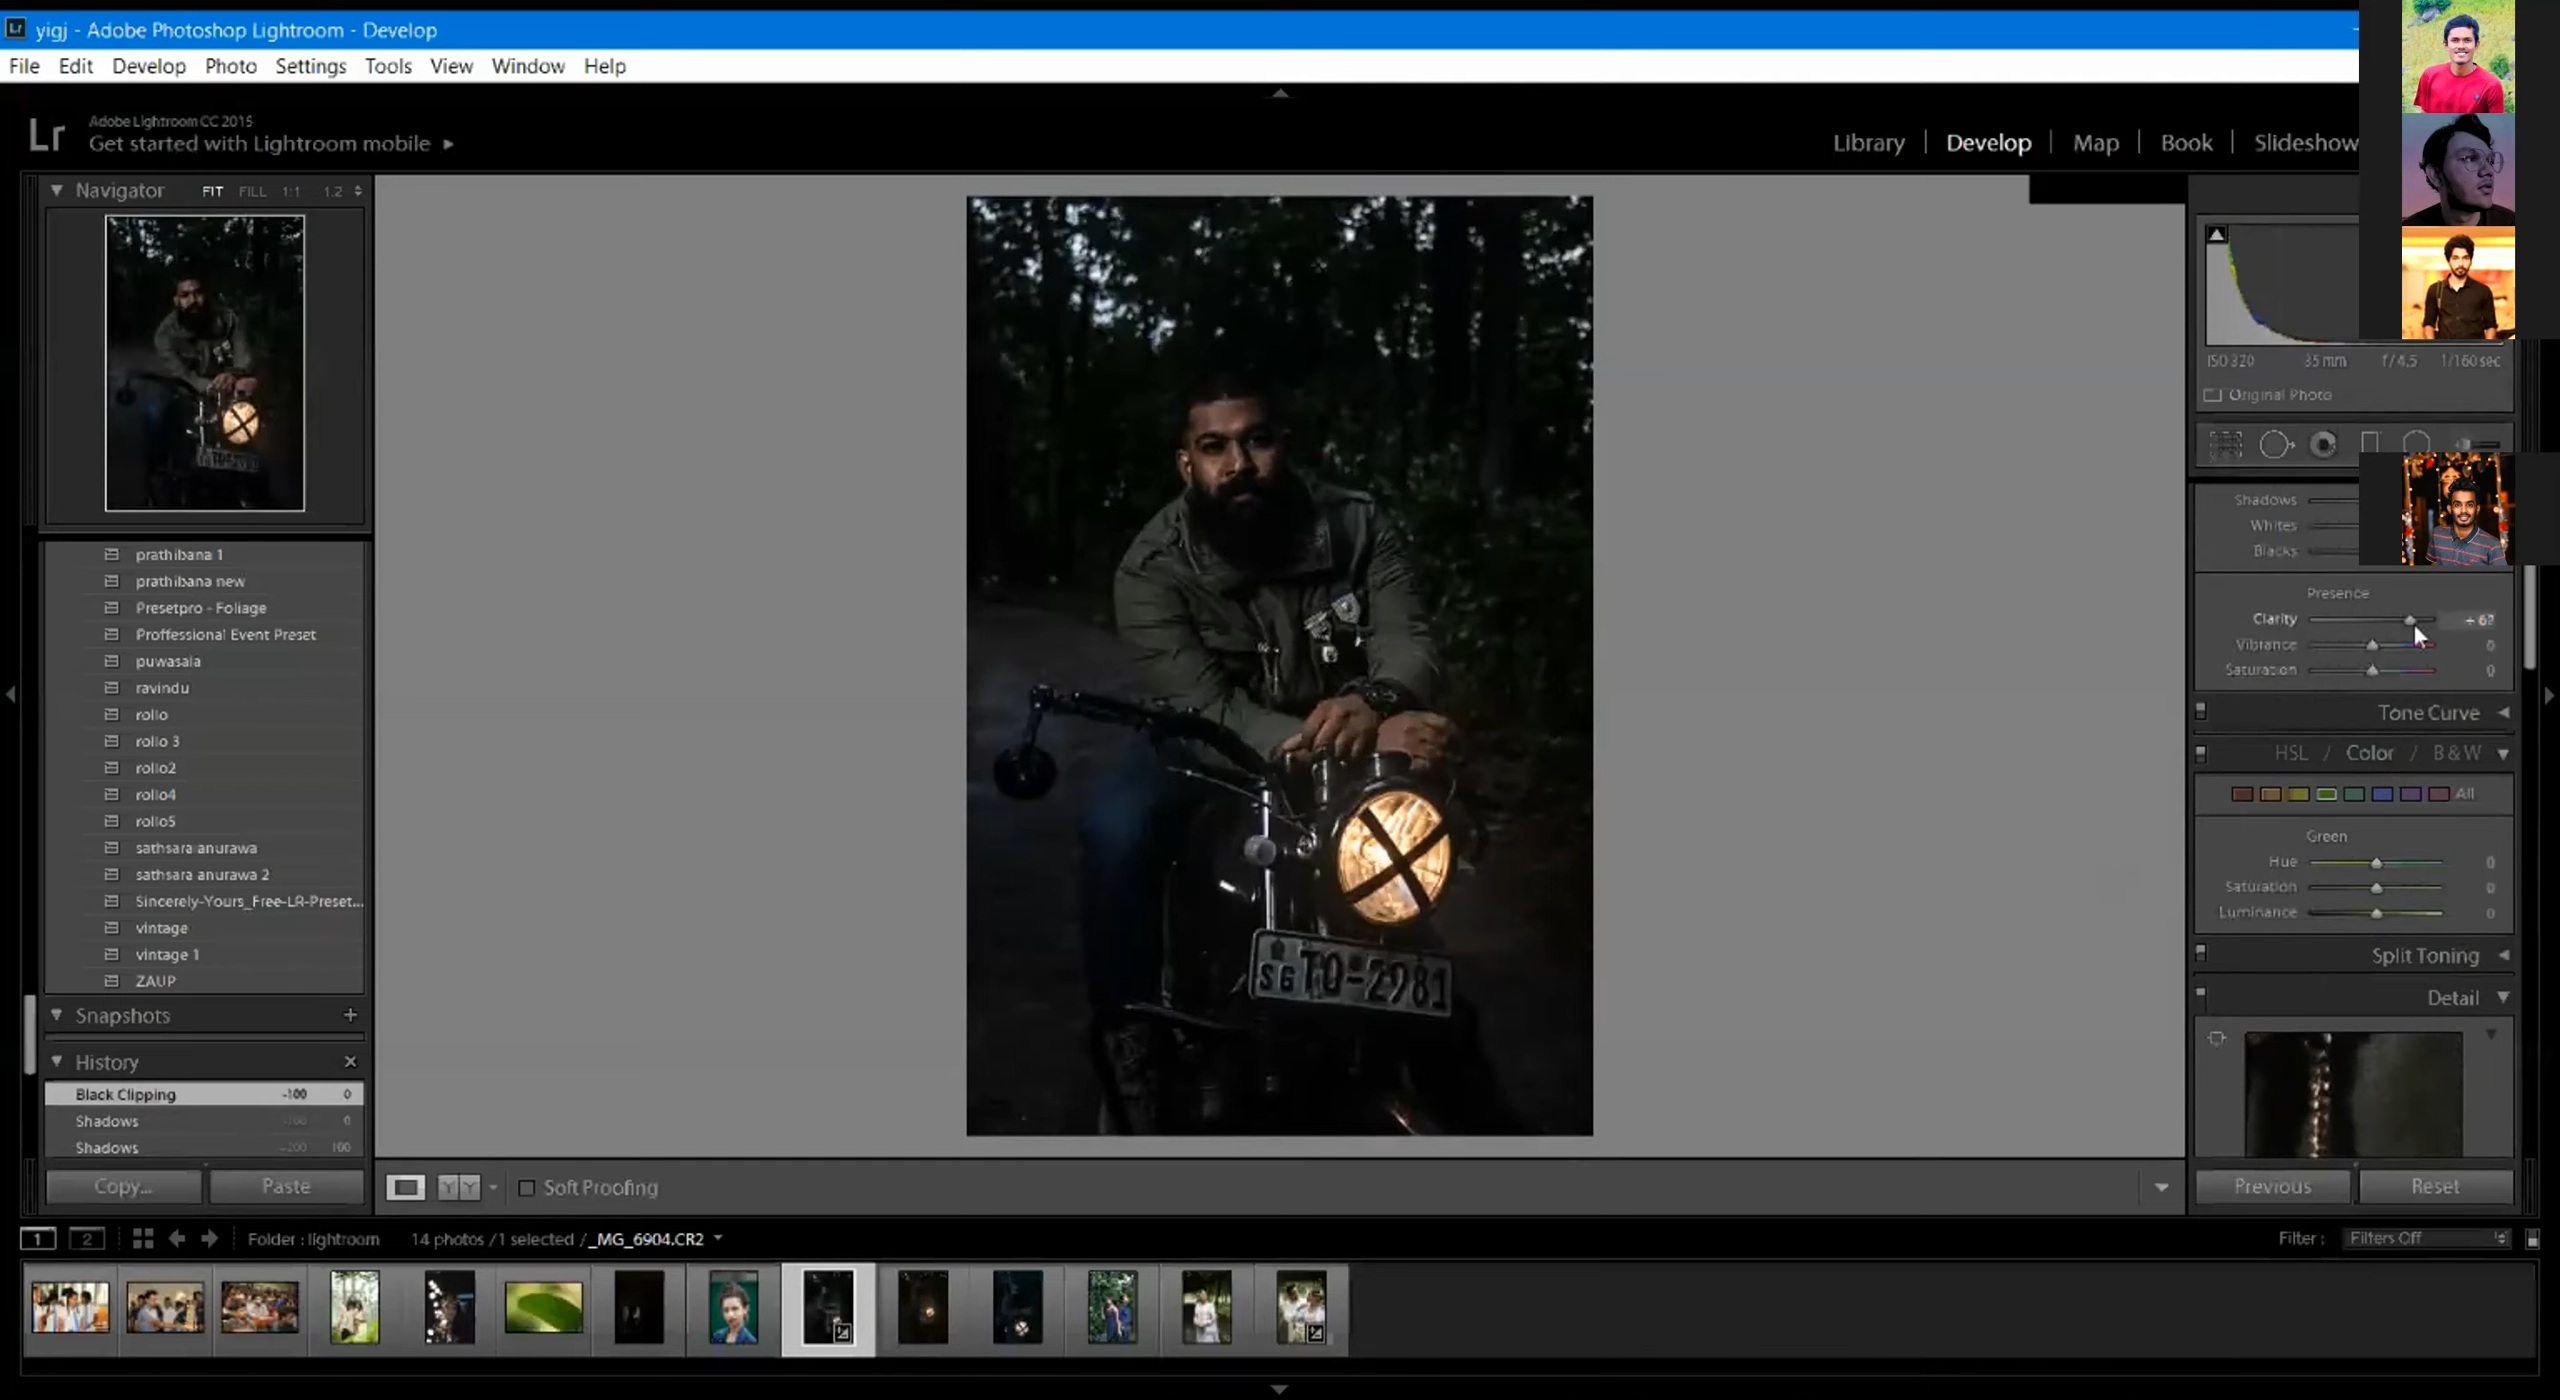 Lr yigj - Adobe Photoshop Lightroom - Develop
File Edit Develop Photo Settings Tools View Window Help
Lr
Adobe Lightroom CC 2015
Get started with Lightroom mobile
Library | Develop | Map | Book | Slideshow
Navigator FIT FILL 1:1 1:2
prathibana 1
prathibana new
Presetpro - Foliage
Proffessional Event Preset
puwasala
ravindu
rollo
rollo 3
rollo2
rollo4
rollo5
sathsara anurawa
sathsara anurawa 2
Sincerely-Yours_Free-LR-Preset...
vintage
vintage 1
ZAUP
Snapshots +
History ×
Black Clipping -100 0
Shadows 0
Shadows -200 100
Copy... Paste
SG TO-2981
Soft Proofing
ISO 320 35 mm f/4.5 1/160 sec
Original Photo
Shadows
Whites
Blacks
Presence
Clarity
Vibrance 0
Saturation 0
Tone Curve
HSL / Color / B & W
All
Green
Hue 0
Saturation 0
Luminance 0
Split Toning
Detail
Previous Reset
1 2 Folder : lightroom 14 photos / 1 selected / _MG_6904.CR2
Filter : Filters Off